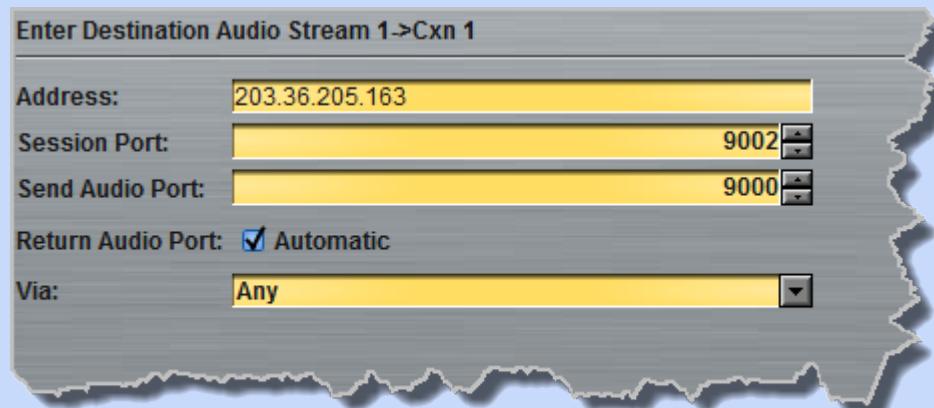 Enter Destination Audio Stream 1->Cxn 1
Address: 203.36.205.163
Session Port: 9002
Send Audio Port: 9000
Return Audio Port: Automatic
Via: Any